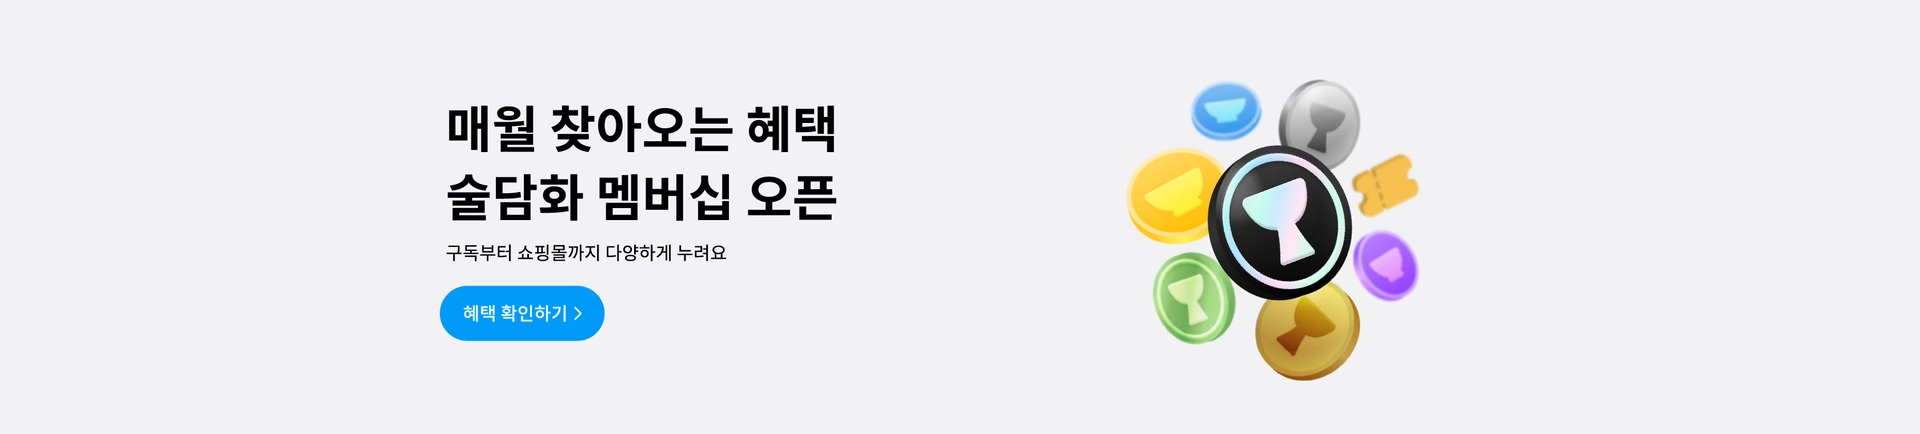 매월 찾아오는 혜택
술담화 멤버십 오픈
구독부터 쇼핑몰까지 다양하게 누려요
혜택 확인하기 >